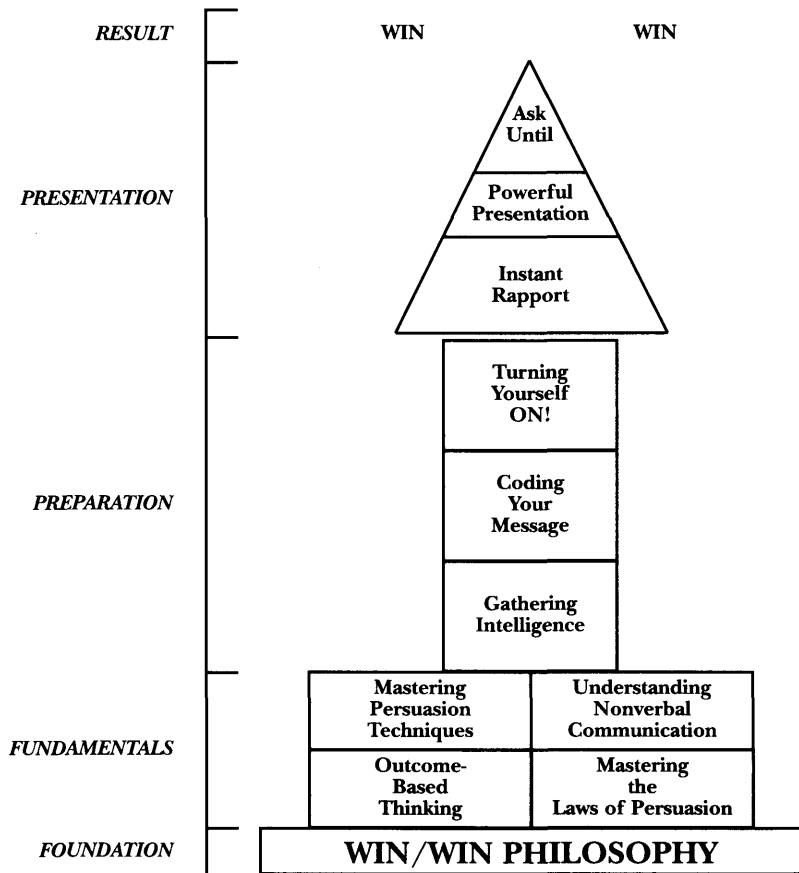 RESULT
WIN WIN
PRESENTATION
Ask
Until
Powerful
Presentation
Instant
Rapport
PREPARATION
Turning
Yourself
ON!
Coding
Your
Message
Gathering
Intelligence
FUNDAMENTALS
Mastering
Persuasion
Techniques
Understanding
Nonverbal
Communication
Outcome-
Based
Thinking
Mastering
the
Laws of Persuasion
FOUNDATION
WIN/WIN PHILOSOPHY